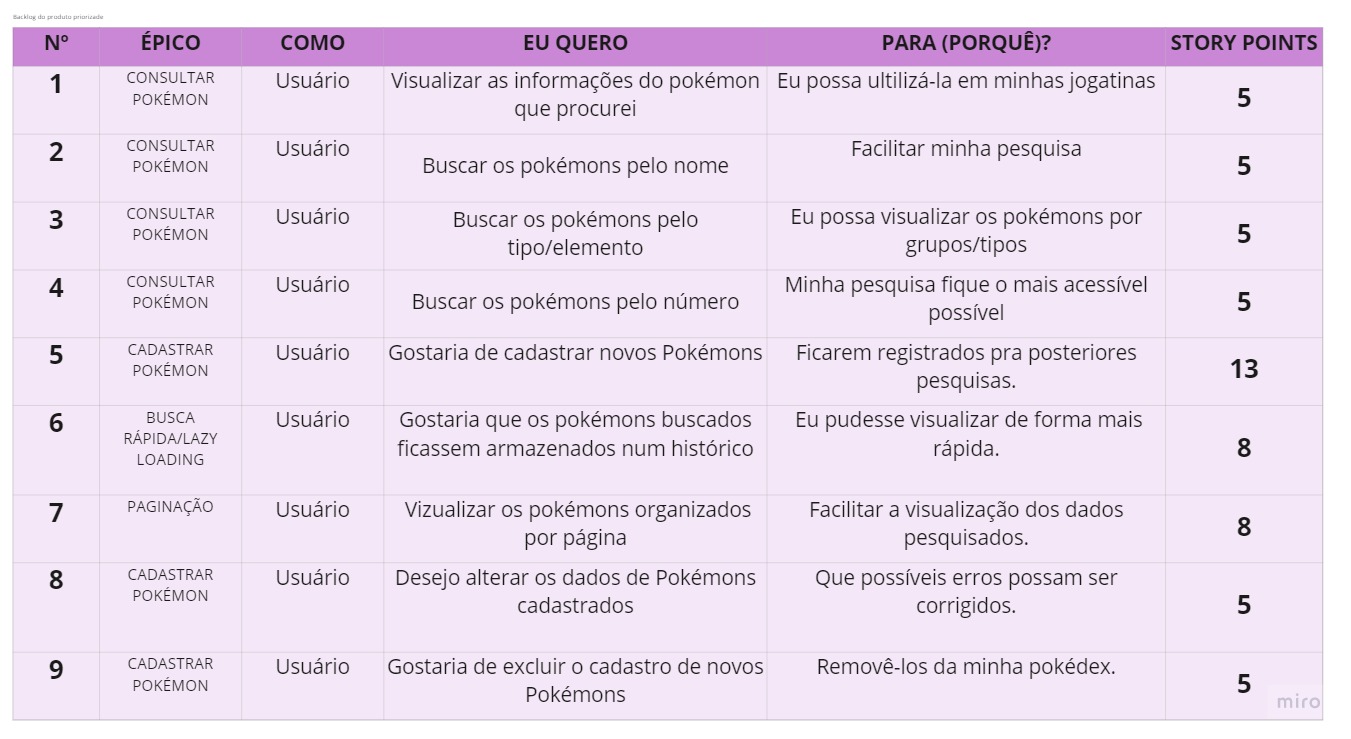 Backlog do produto priorizade
Nº ÉPICO COMO EU QUERO PARA (PORQUÊ)? STORY POINTS
1 CONSULTAR Usuário Visualizar as informações do pokémon Eu possa ultilizá-la em minhas jogatinas 5
POKÉMON que procurei
2 CONSULTAR Usuário Buscar os pokémons pelo nome Facilitar minha pesquisa 5
POKÉMON
3 CONSULTAR Usuário Buscar os pokémons pelo Eu possa visualizar os pokémons por 5
POKÉMON tipo/elemento grupos/tipos
4 CONSULTAR Usuário Buscar os pokémons pelo número Minha pesquisa fique o mais acessível 5
POKÉMON possível
5 CADASTRAR Usuário Gostaria de cadastrar novos Pokémons Ficarem registrados pra posteriores 13
POKÉMON pesquisas.
6 BUSCA Usuário Gostaria que os pokémons buscados Eu pudesse visualizar de forma mais 8
RÁPIDA/LAZY ficassem armazenados num histórico rápida.
LOADING
7 PAGINAÇÃO Usuário Vizualizar os pokémons organizados Facilitar a visualização dos dados 8
por página pesquisados.
8 CADASTRAR Usuário Desejo alterar os dados de Pokémons Que possíveis erros possam ser 5
POKÉMON cadastrados corrigidos.
9 CADASTRAR Usuário Gostaria de excluir o cadastro de novos Removê-los da minha pokédex. 5
POKÉMON Pokémons
miro